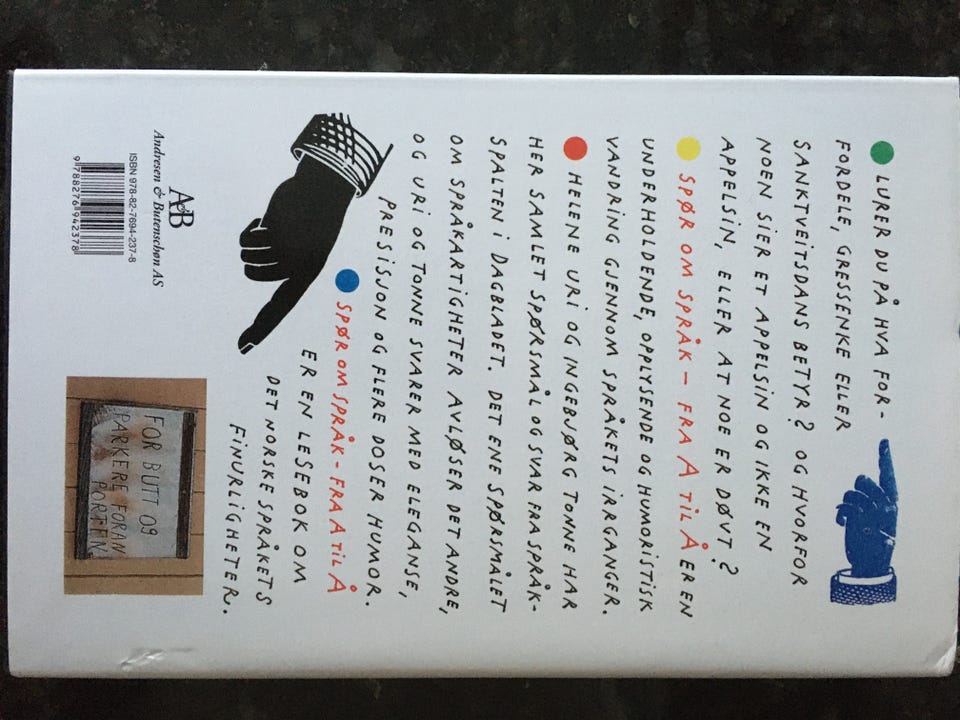 LURER DU PÅ HVA FOR-
FORDELE, GRESSENKE ELLER
SANKTVEITSDANS BETYR? OG HVORFOR
NOEN SIER ET APPELSIN OG IKKE EN
APPELSIN, ELLER AT NOE ER DØVT?
SPØR OM SPRÅK – FRA A TIL Å ER EN
UNDERHOLDENDE, OPPLYSENDE OG HUMORISTISK
VANDRING GJENNOM SPRÅKETS IRRGANGER.
HELENE URI OG INGEBJØRG TONNE HAR
HER SAMLET SPØRSMÅL OG SVAR FRA SPRÅK-
SPALTEN I DAGBLADET. DET ENE SPØRSMÅLET
OM SPRÅKARTIGHETER AVLØSER DET ANDRE,
OG URI OG TONNE SVARER MED ELEGANSE,
PRESISJON OG FLERE DOSER HUMOR.
SPØR OM SPRÅK - FRA A TIL Å
ER EN LESEBOK OM
DET NORSKE SPRÅKETS
FINURLIGHETER.
A&B
Andresen & Butenschøn AS
ISBN 978-82-7694-237-8
9 788276 942378
FOR BUTT OG
PARKERE FORAN
PORTEEN